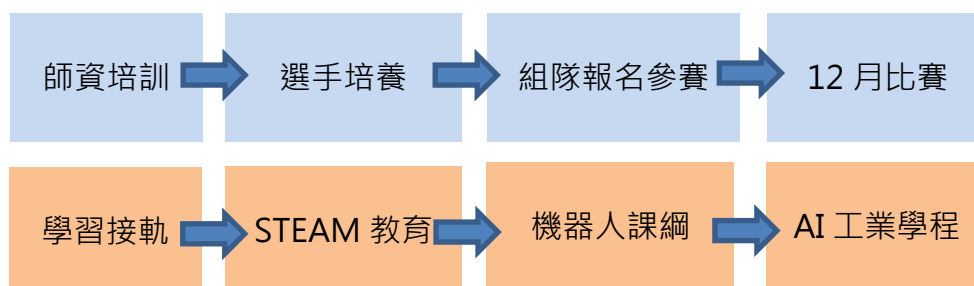 師資培訓
選手培養
組隊報名參賽
12 月比賽
學習接軌
STEAM 教育
機器人課綱
AI 工業學程